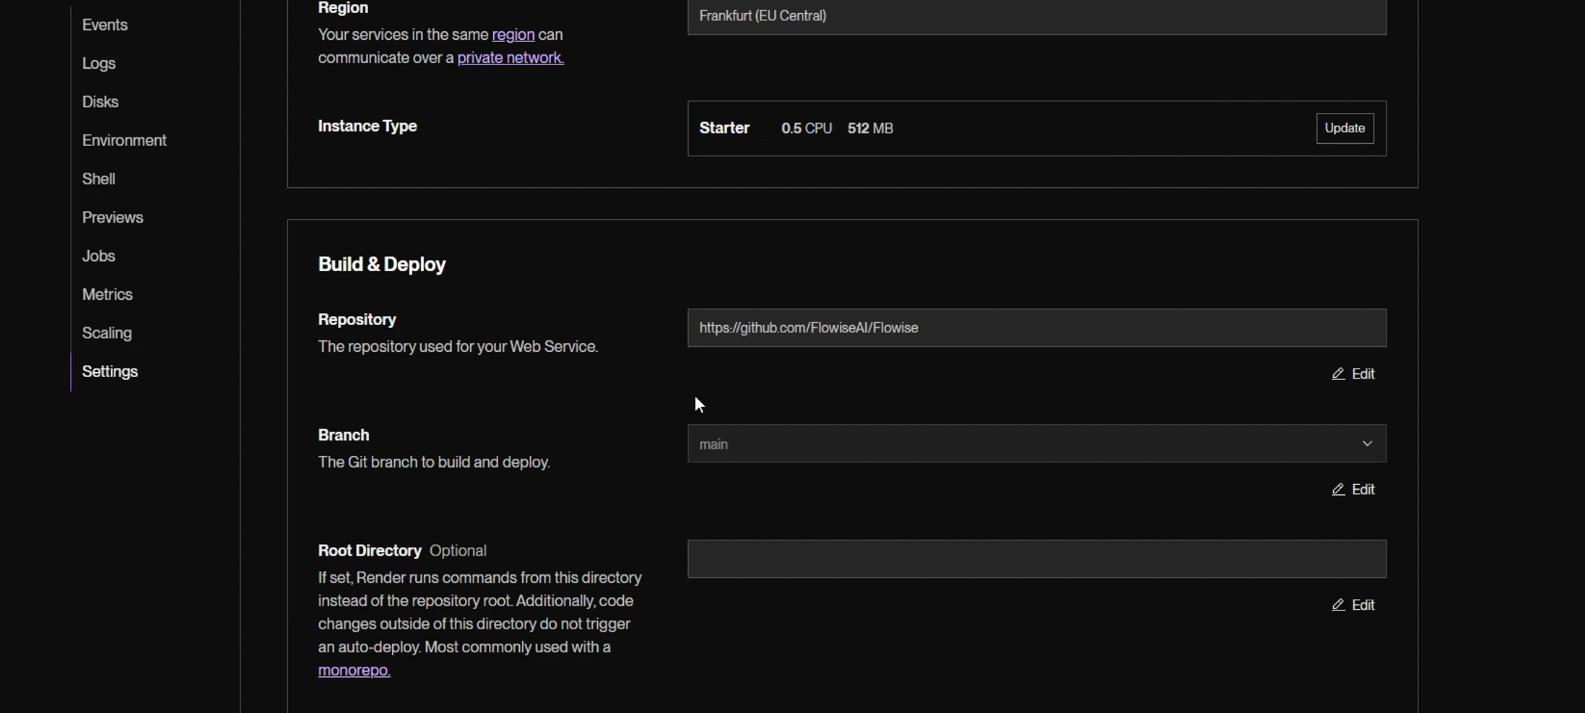 Events
Logs
Disks
Environment
Shell
Previews
Jobs
Metrics
Scaling
Settings
Region
Your services in the same region can
communicate over a private network.
Frankfurt (EU Central)
Instance Type
Starter 0.5 CPU 512 MB
Update
Build & Deploy
Repository
The repository used for your Web Service.
https://github.com/FlowiseAI/Flowise
Edit
Branch
The Git branch to build and deploy.
main
Edit
Root Directory Optional
If set, Render runs commands from this directory
instead of the repository root. Additionally, code
changes outside of this directory do not trigger
an auto-deploy. Most commonly used with a
monorepo.
Edit